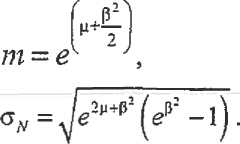 m = e^(μ+β²/2),
σ_N = √(e^(2μ+β²)(e^(β²) − 1)).